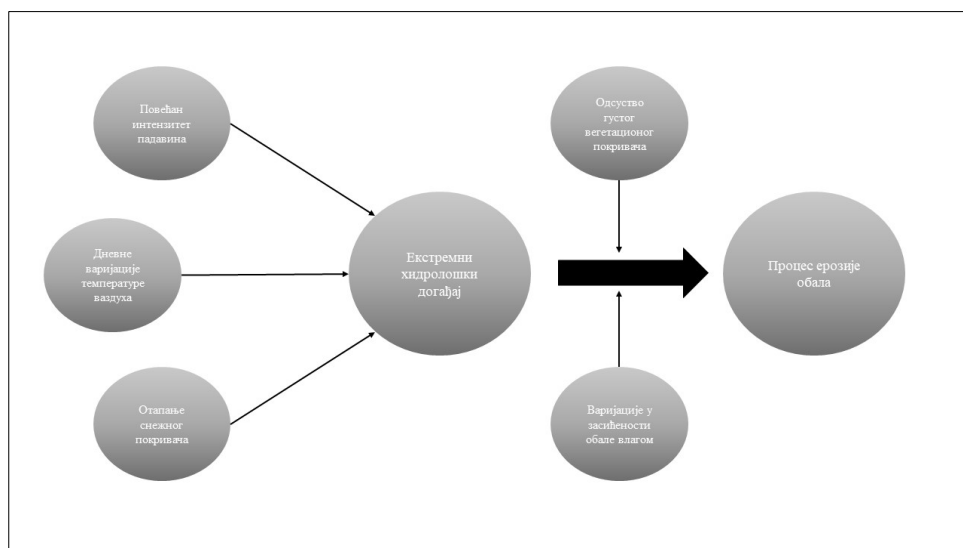 Повећан
интензитет
падавина
Дневне
варијације
температуре
ваздуха
Отапање
снежног
покривача
Екстремни
хидролошки
догађај
Одсуство
густог
вегетационог
покривача
Варијације у
засићености
обале влагом
Процес ерозије
обала